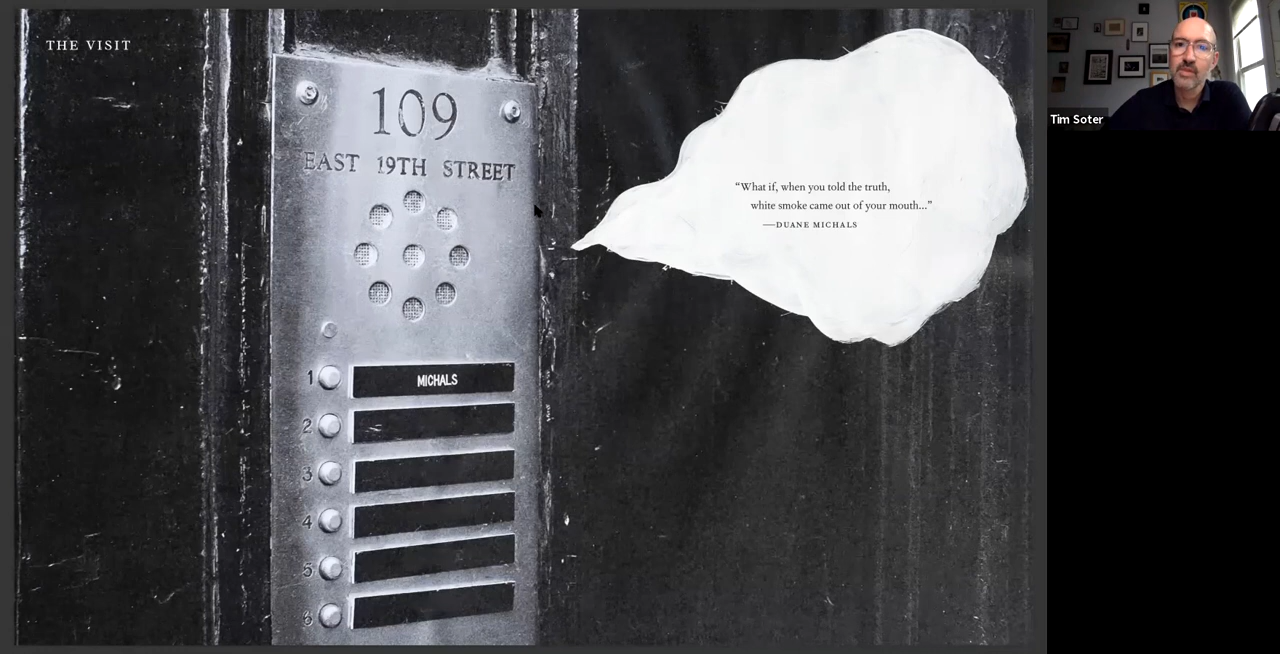 THE VISIT
109
EAST 19TH STREET
1 MICHALS
2
3
4
5
6
“What if, when you told the truth,
white smoke came out of your mouth...”
—DUANE MICHALS
Tim Soter